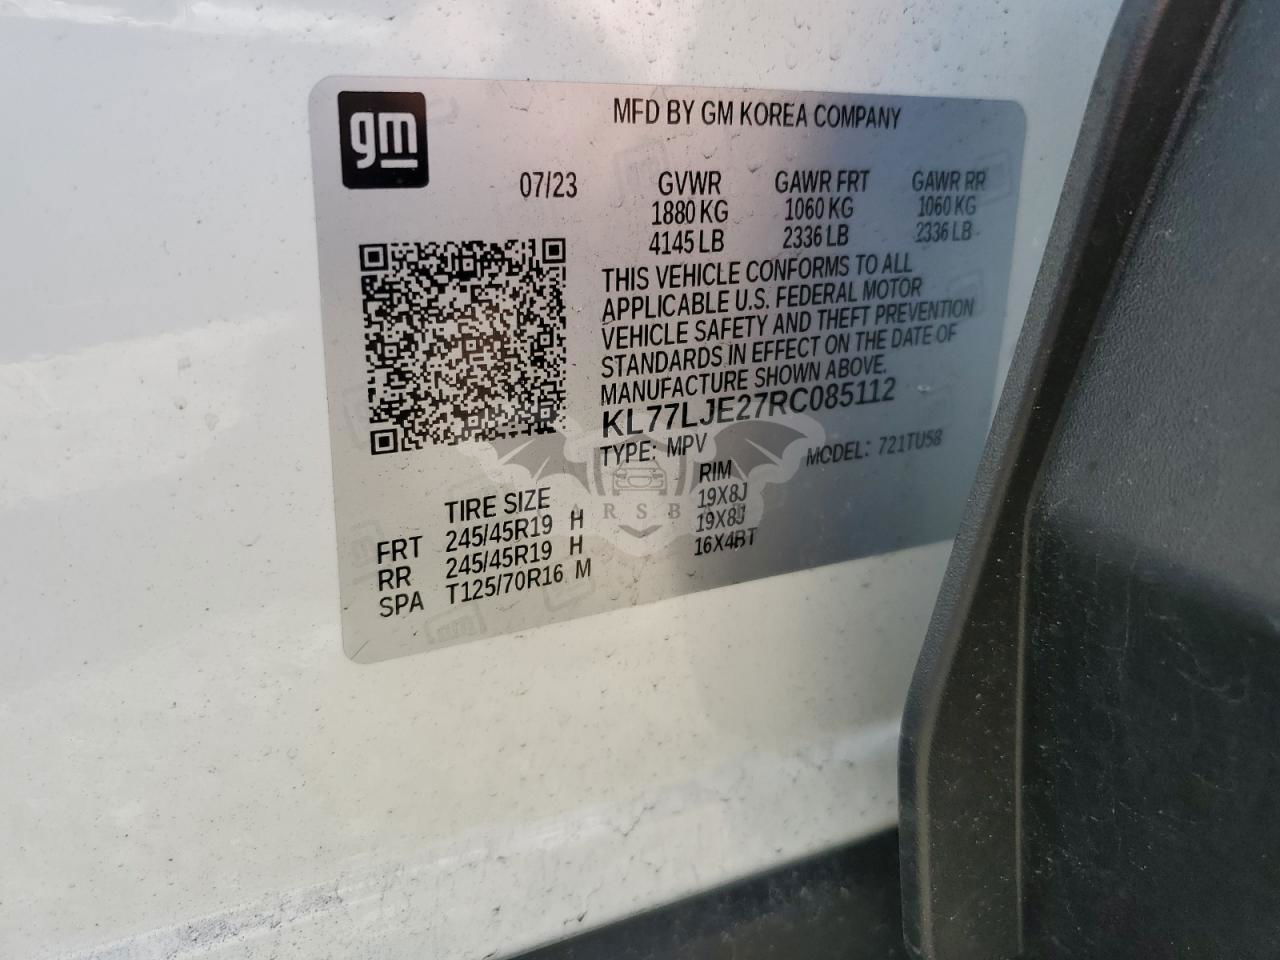 gm
MFD BY GM KOREA COMPANY
07/23 GVWR GAWR FRT GAWR RR
1880 KG 1060 KG 1060 KG
4145 LB 2336 LB 2336 LB
THIS VEHICLE CONFORMS TO ALL
APPLICABLE U.S. FEDERAL MOTOR
VEHICLE SAFETY AND THEFT PREVENTION
STANDARDS IN EFFECT ON THE DATE OF
MANUFACTURE SHOWN ABOVE.
KL77LJE27RC085112
TYPE: MPV MODEL: 721TU58
TIRE SIZE RIM
FRT 245/45R19 H 19X8J
RR 245/45R19 H 19X8J
SPA T125/70R16 M 16X4BT